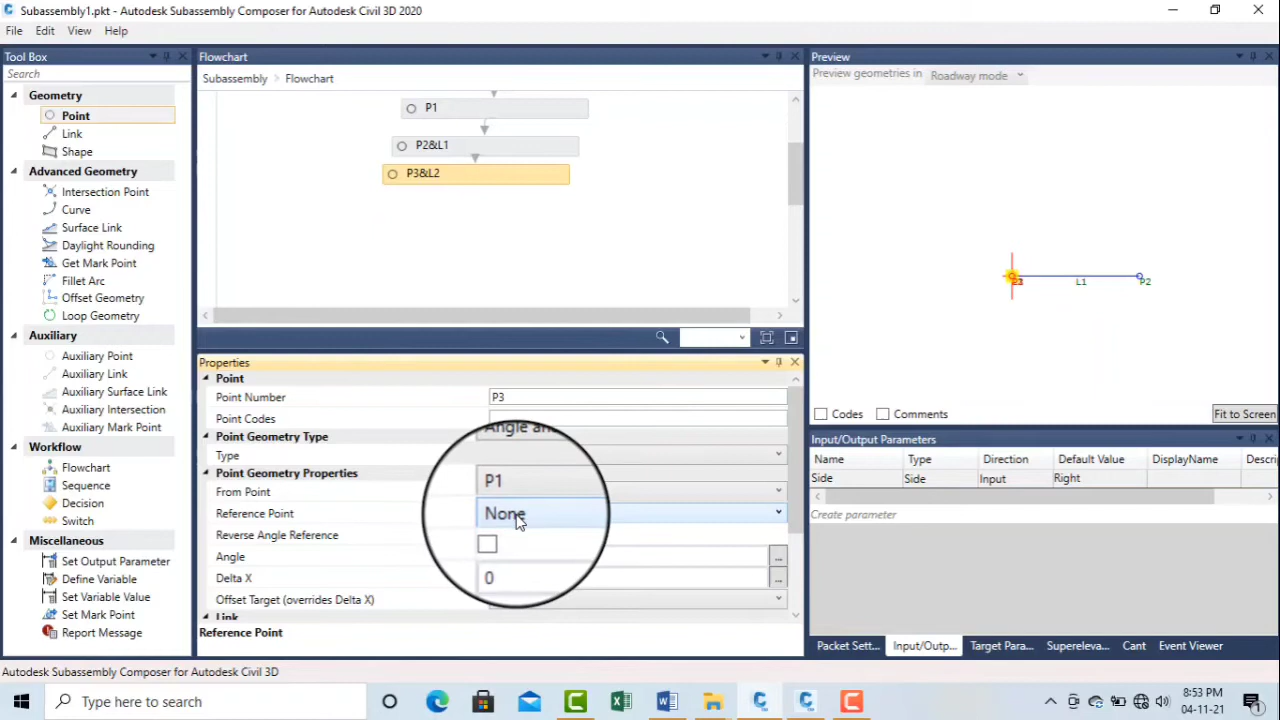 Subassembly1.pkt - Autodesk Subassembly Composer for Autodesk Civil 3D 2020
File Edit View Help
Tool Box
Search
Geometry
Point
Link
Shape
Advanced Geometry
Intersection Point
Curve
Surface Link
Daylight Rounding
Get Mark Point
Fillet Arc
Offset Geometry
Loop Geometry
Auxiliary
Auxiliary Point
Auxiliary Link
Auxiliary Surface Link
Auxiliary Intersection
Auxiliary Mark Point
Workflow
Flowchart
Sequence
Decision
Switch
Miscellaneous
Set Output Parameter
Define Variable
Set Variable Value
Set Mark Point
Report Message
Flowchart
Subassembly > Flowchart
P1
P2&L1
P3&L2
Properties
Point
Point Number P3
Point Codes
Point Geometry Type
Type Angle an
Point Geometry Properties
From Point P1
Reference Point None
Reverse Angle Reference
Angle
Delta X 0
Offset Target (overrides Delta X)
Link
Reference Point
Preview
Preview geometries in Roadway mode
L1 P2
Codes Comments Fit to Screen
Input/Output Parameters
Name Type Direction Default Value DisplayName Descri
Side Side Input Right
Create parameter
Packet Sett... Input/Outp... Target Para... Supereleva... Cant Event Viewer
Autodesk Subassembly Composer for Autodesk Civil 3D
Type here to search
8:53 PM
04-11-21